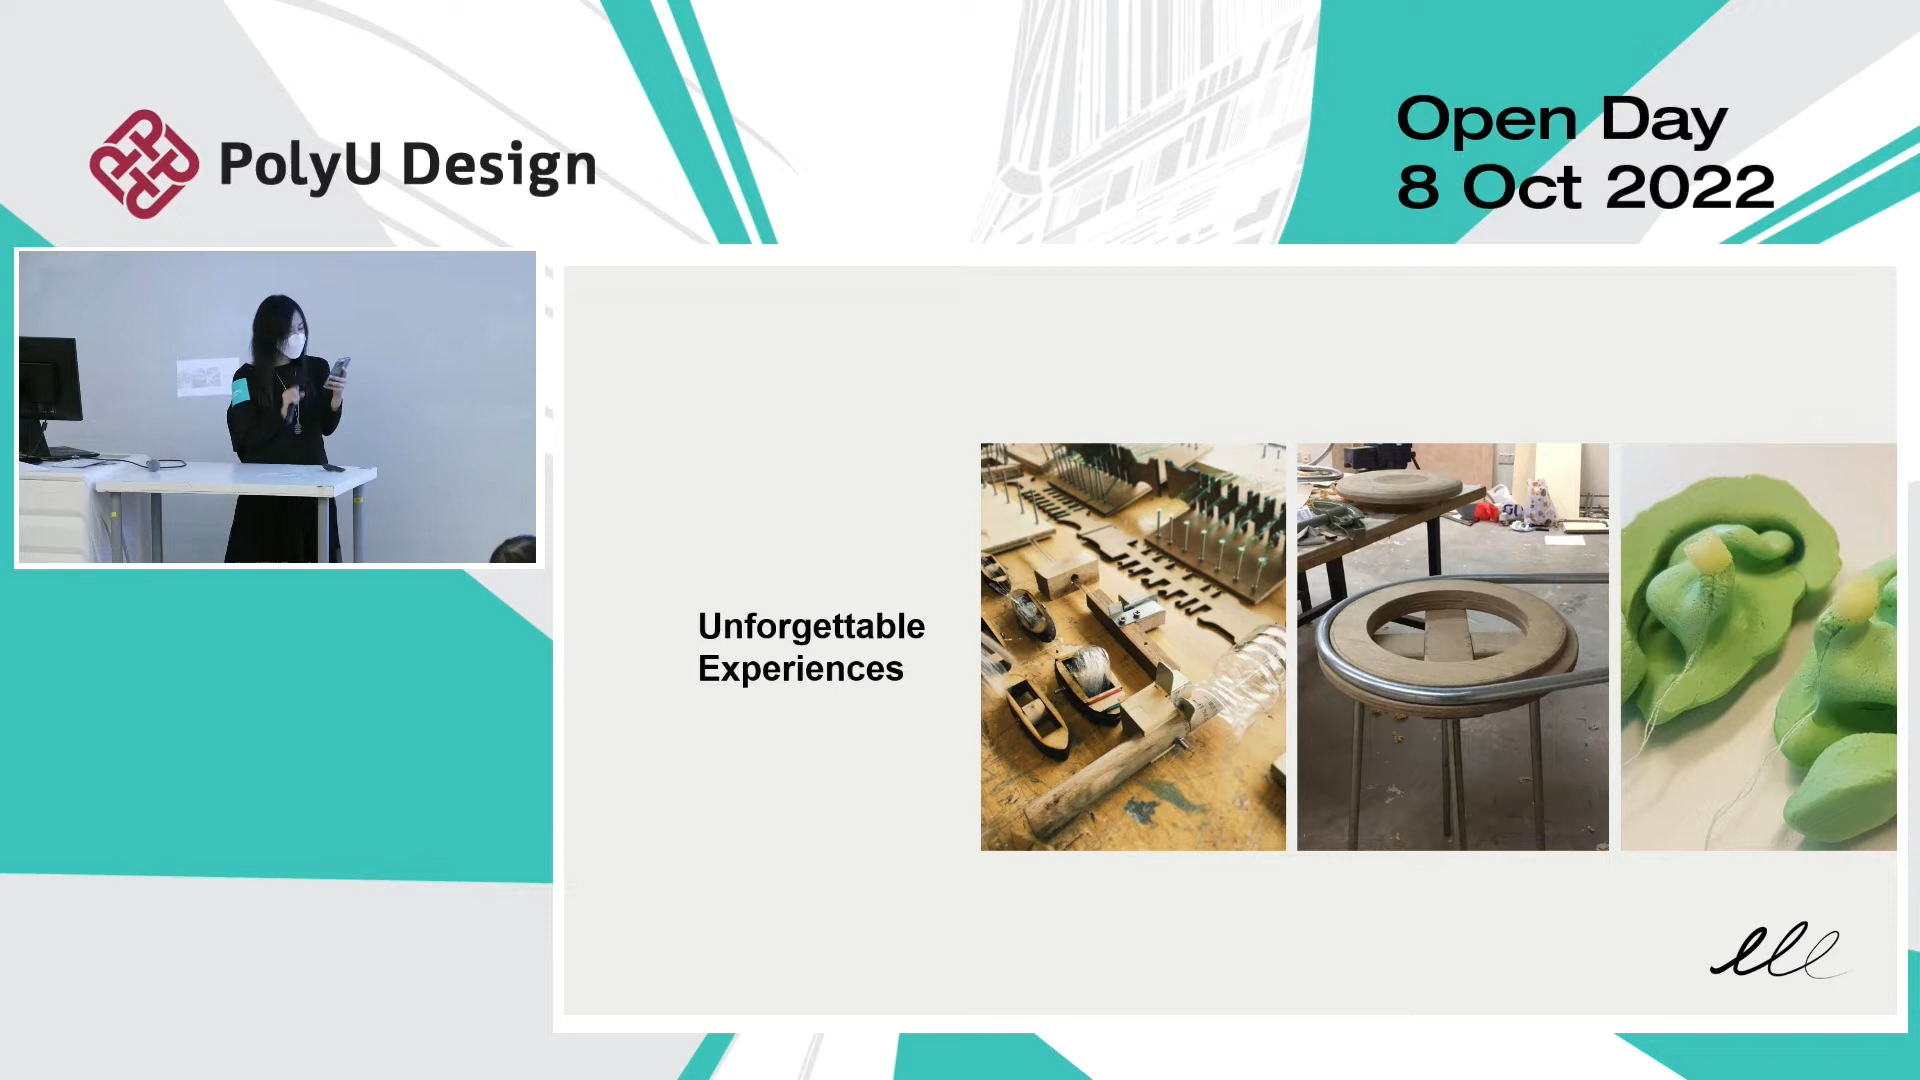 PolyU Design
Open Day
8 Oct 2022
Unforgettable
Experiences